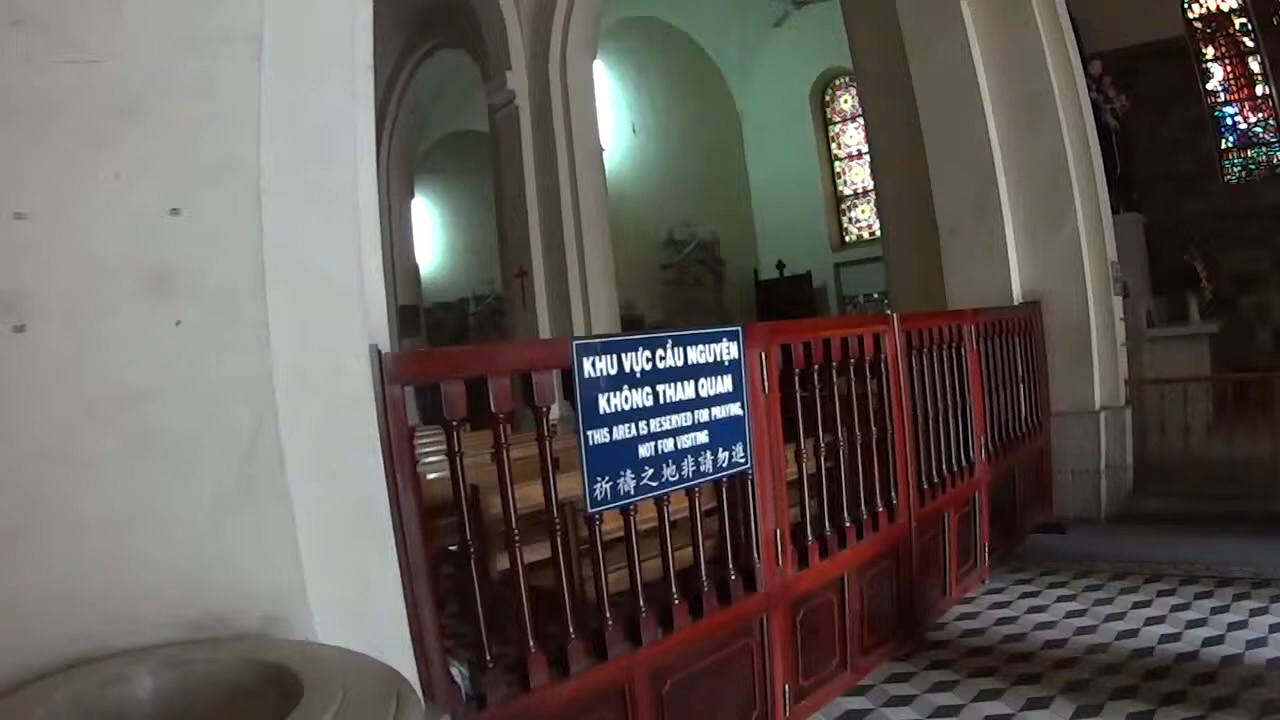 KHU VỰC CẦU NGUYỆN
KHÔNG THAM QUAN
THIS AREA IS RESERVED FOR PRAYING,
NOT FOR VISITING
祈禱之地非請勿進